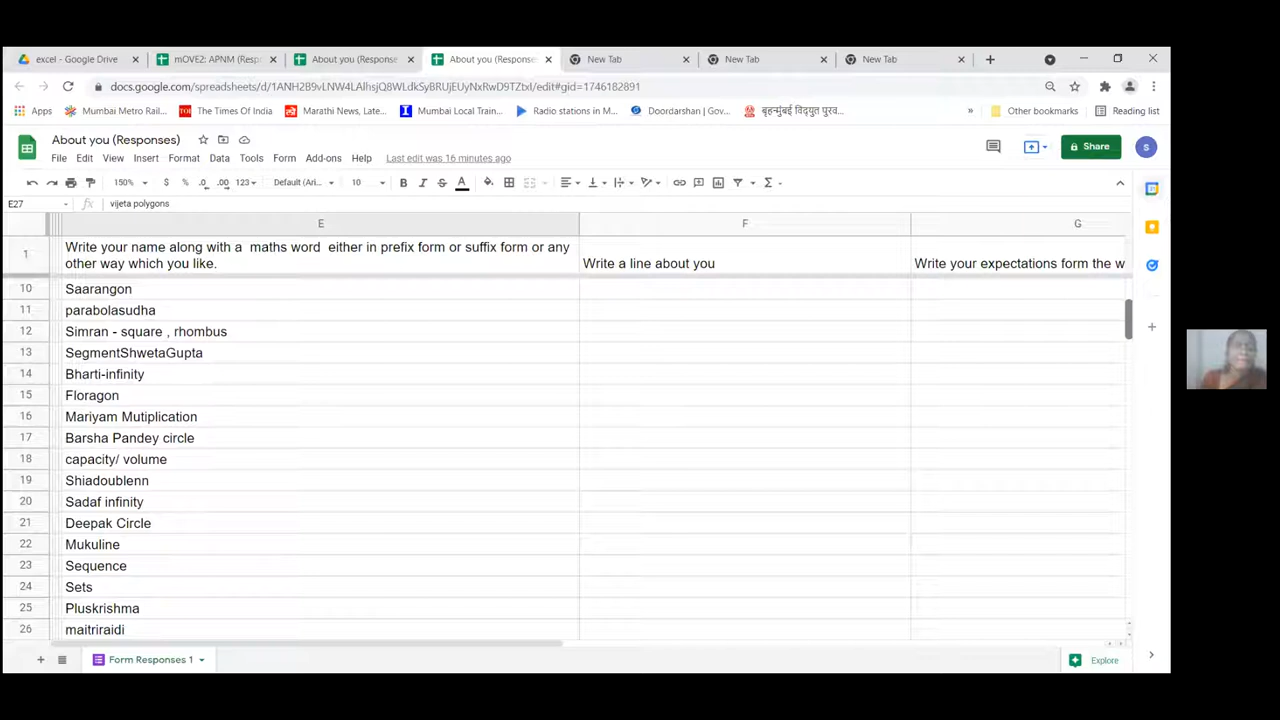 excel - Google Drive
mOVE2: APNM (Resp
About you (Response
About you (Response
New Tab
New Tab
New Tab
docs.google.com/spreadsheets/d/
/edit#gid=1746182891
Apps
Mumbai Metro Rail...
TOI
The Times Of India
Marathi News, Late...
Mumbai Local Train...
Radio stations in M...
Doordarshan | Gov...
बृहन्मुंबई विद्युत पुरव...
»
Other bookmarks
Reading list
About you (Responses)
File Edit View Insert Format Data Tools Form Add-ons Help Last edit was 16 minutes ago
Share
S
150% $ % .0 .00 123 Default (Ari... 10 B I S A
E27 fx vijeta polygons
E F G
1 Write your name along with a maths word either in prefix form or suffix form or any
other way which you like.
Write a line about you
Write your expectations form the w
10 Saarangon
11 parabolasudha
12 Simran - square , rhombus
13 SegmentShwetaGupta
14 Bharti-infinity
15 Floragon
16 Mariyam Mutiplication
17 Barsha Pandey circle
18 capacity/ volume
19 Shiadoublenn
20 Sadaf infinity
21 Deepak Circle
22 Mukuline
23 Sequence
24 Sets
25 Pluskrishma
26 maitriraidi
Form Responses 1
Explore